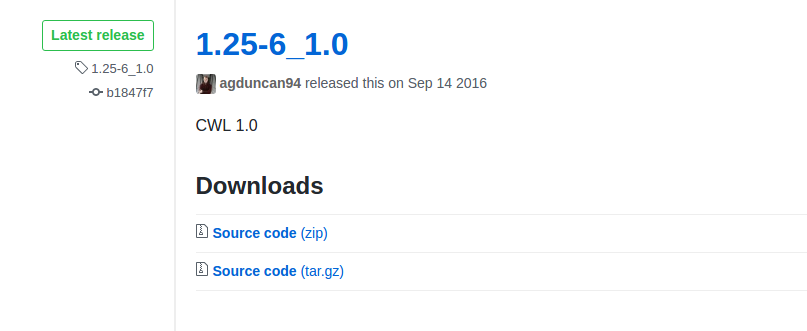 Latest release
1.25-6_1.0
b1847f7
1.25-6_1.0
agduncan94 released this on Sep 14 2016
CWL 1.0
Downloads
Source code (zip)
Source code (tar.gz)